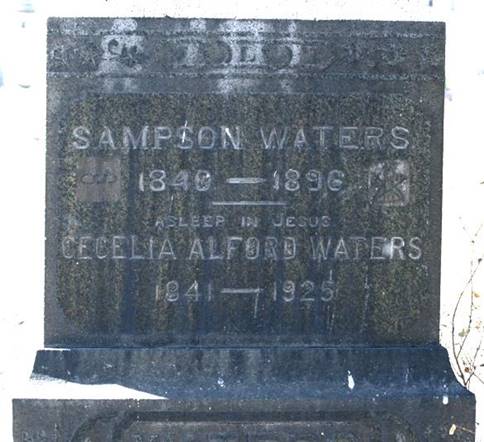 SAMPSON WATERS
1840 — 1896
ASLEEP IN JESUS
CECELIA ALFORD WATERS
1841 — 1925